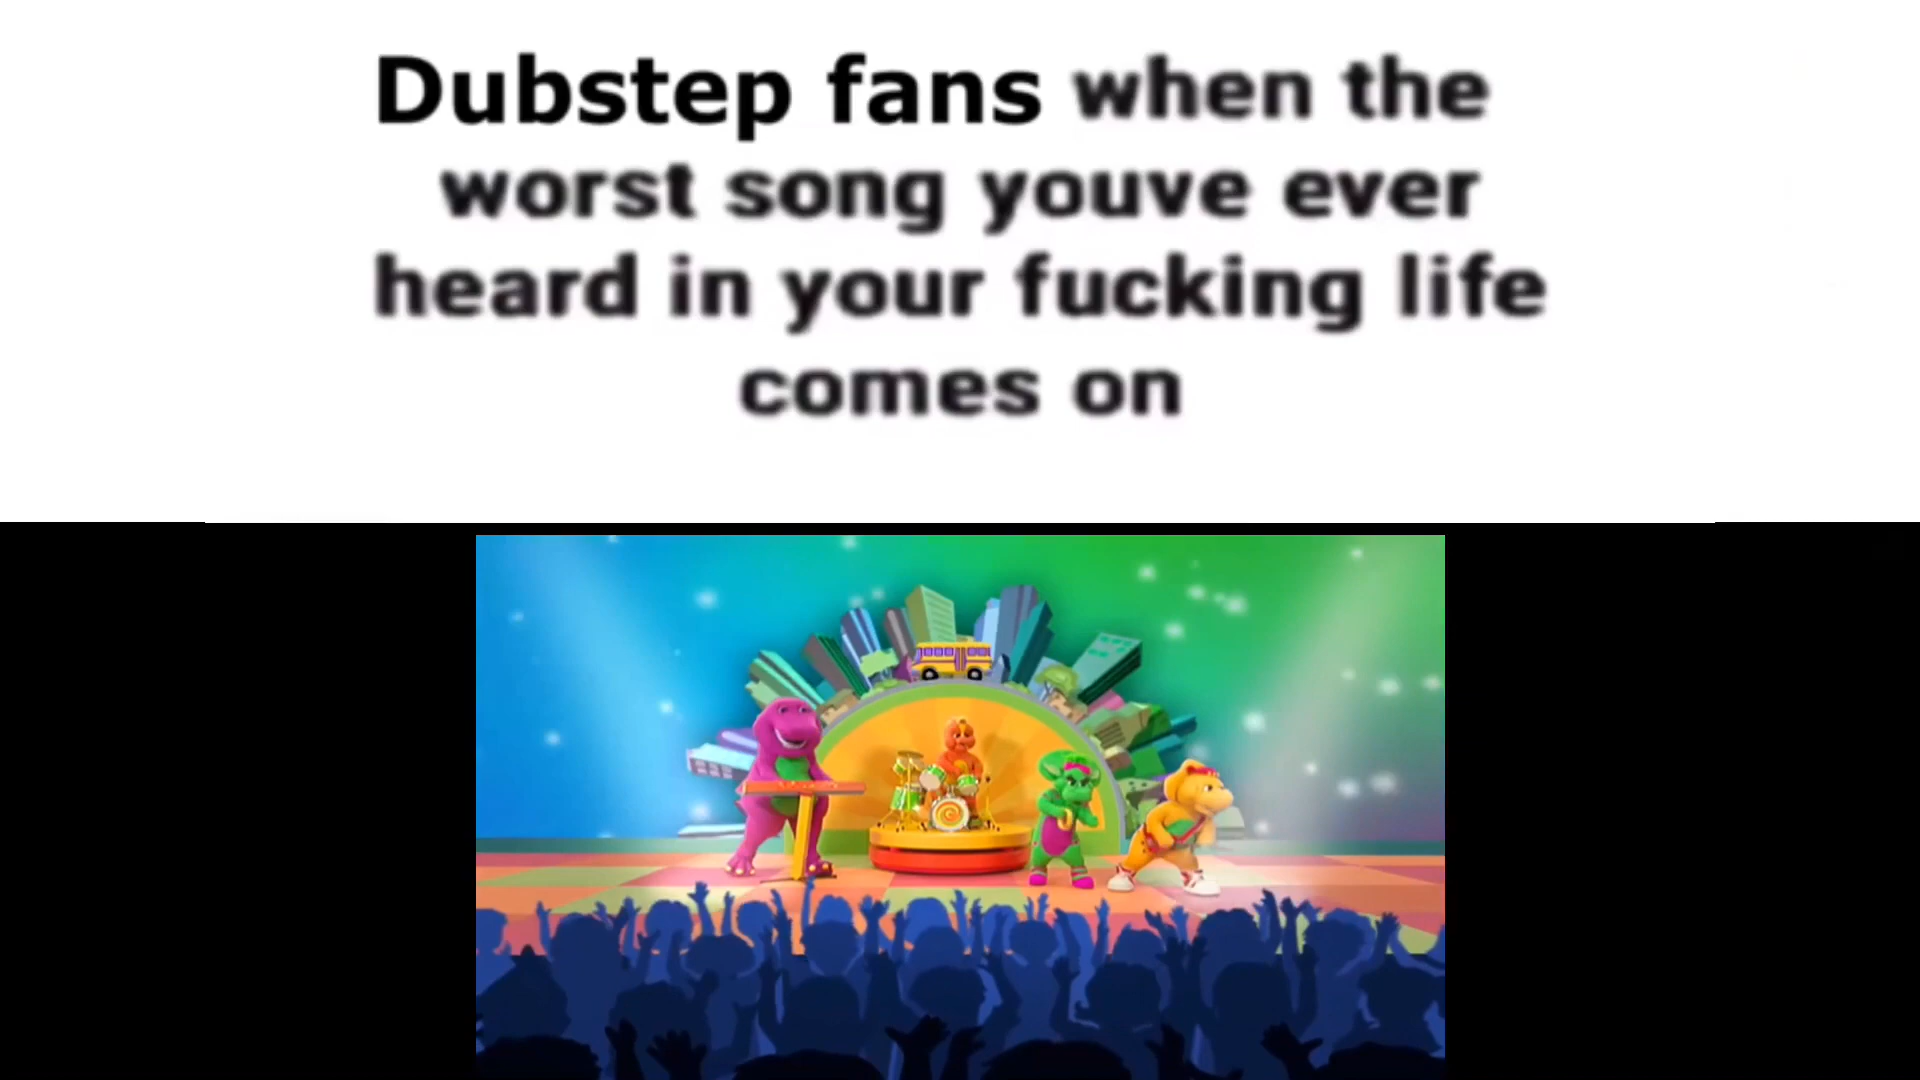 Dubstep fans when the
worst song youve ever
heard in your fucking life
comes on